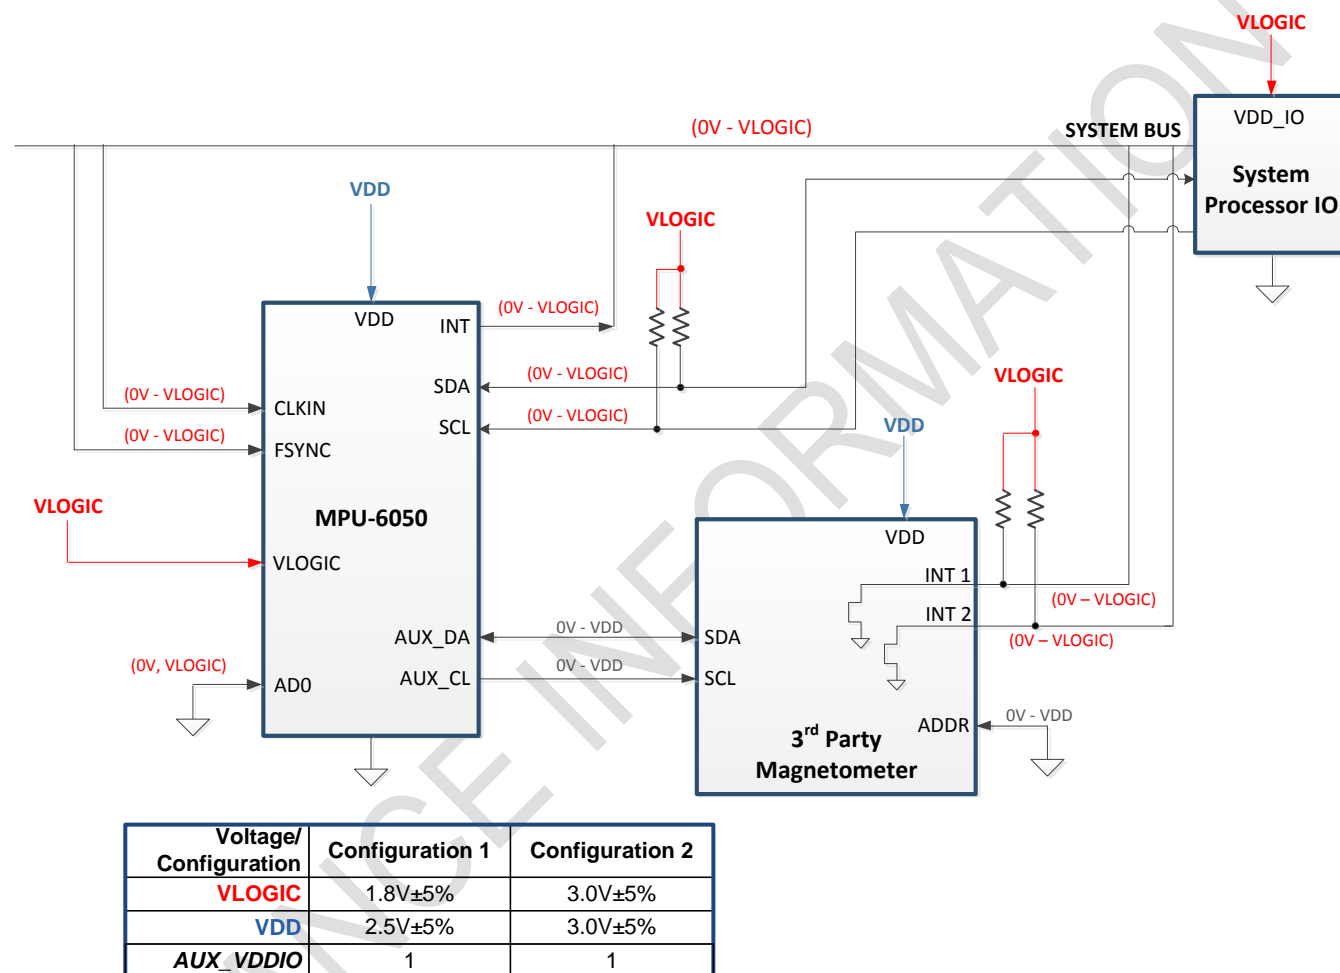 VLOGIC
VDD_IO
(0V - VLOGIC)
SYSTEM BUS
System
Processor IO
VDD
VLOGIC
VDD
INT
(0V - VLOGIC)
SDA
(0V - VLOGIC)
(0V - VLOGIC)
CLKIN
SCL
(0V - VLOGIC)
(0V - VLOGIC)
FSYNC
VLOGIC
VDD
VLOGIC
MPU-6050
VDD
VLOGIC
INT 1
(0V – VLOGIC)
INT 2
(0V – VLOGIC)
AUX_DA
0V - VDD
SDA
(0V, VLOGIC)
AD0
AUX_CL
0V - VDD
SCL
ADDR
0V - VDD
3rd Party
Magnetometer
Voltage/
Configuration
Configuration 1
Configuration 2
VLOGIC
1.8V±5%
3.0V±5%
VDD
2.5V±5%
3.0V±5%
AUX_VDDIO
1
1
ANCE INFORMATION